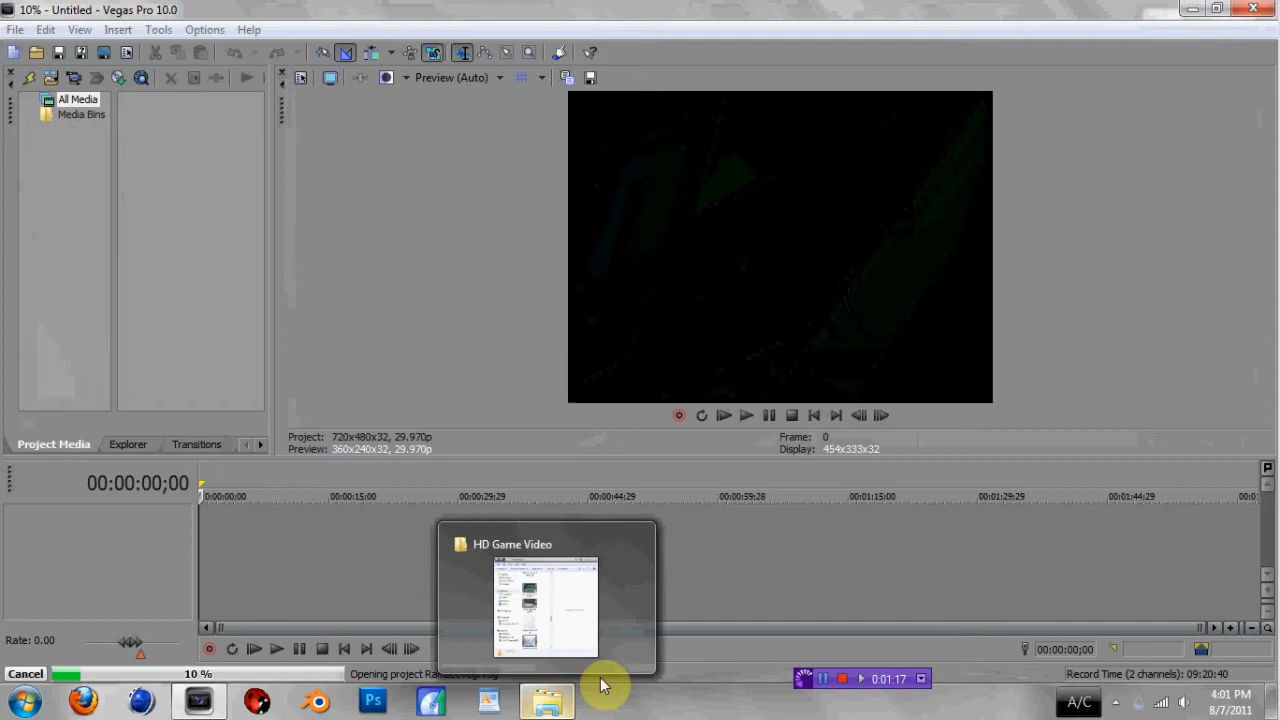 10% - Untitled - Vegas Pro 10.0
File Edit View Insert Tools Options Help
Preview (Auto)
All Media
Media Bins
Project Media Explorer Transitions
Project: 720x480x32, 29.970p
Preview: 360x240x32, 29.970p
Frame: 0
Display: 454x333x32
00:00:00;00
0:00:00;00 00:00:15;00 00:00:29;29 00:00:44;29 00:00:59;28 00:01:15;00 00:01:29;29 00:01:44;29
HD Game Video
Rate: 0.00
00:00:00;00
Cancel 10 % Opening project
0:01:17
Record Time (2 channels): 09:20:40
Ps
A/C
4:01 PM
8/7/2011